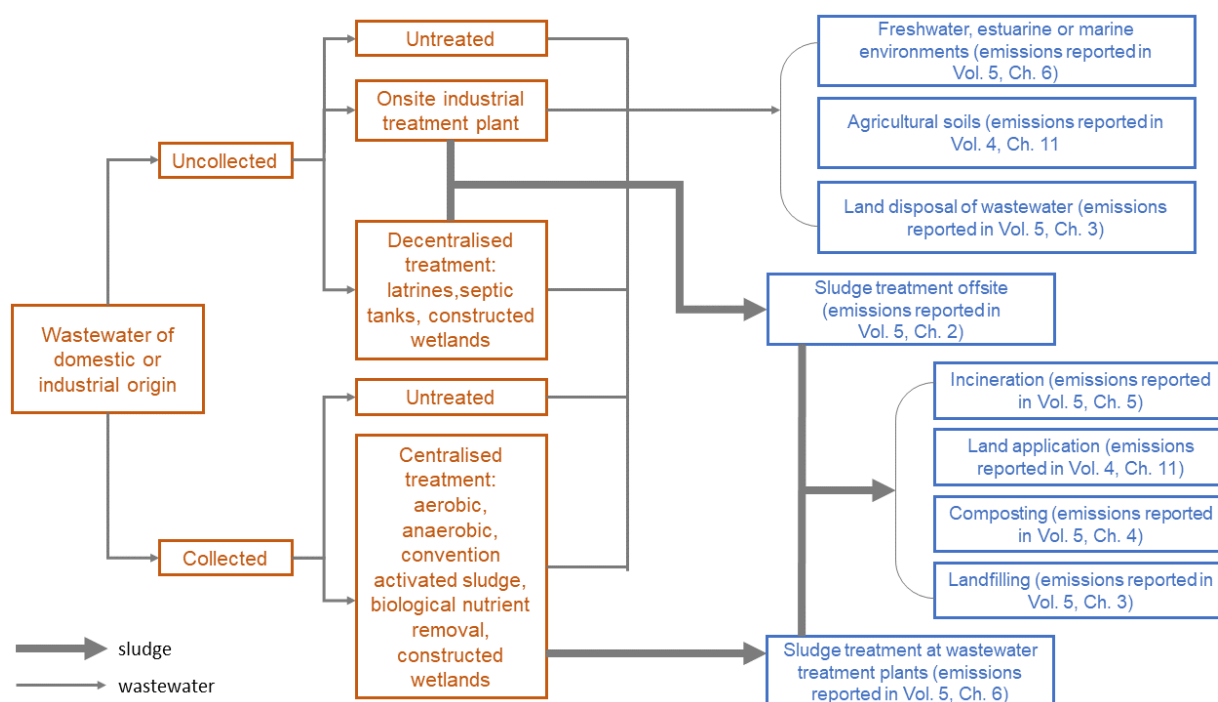 Untreated
Onsite industrial
treatment plant
Uncollected
Decentralised
treatment:
latrines,septic
tanks, constructed
wetlands
Wastewater of
domestic or
industrial origin
Untreated
Centralised
treatment:
aerobic,
anaerobic,
convention
activated sludge,
biological nutrient
removal,
constructed
wetlands
Collected
Freshwater, estuarine or marine
environments (emissions reported in
Vol. 5, Ch. 6)
Agricultural soils (emissions reported in
Vol. 4, Ch. 11
Land disposal of wastewater (emissions
reported in Vol. 5, Ch. 3)
Sludge treatment offsite
(emissions reported in
Vol. 5, Ch. 2)
Incineration (emissions reported
in Vol. 5, Ch. 5)
Land application (emissions
reported in Vol. 4, Ch. 11)
Composting (emissions reported
in Vol. 5, Ch. 4)
Landfilling (emissions reported in
Vol. 5, Ch. 3)
Sludge treatment at wastewater
treatment plants (emissions
reported in Vol. 5, Ch. 6)
sludge
wastewater